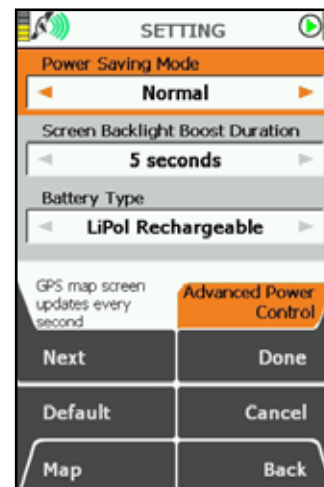 SETTING
Power Saving Mode
Normal
Screen Backlight Boost Duration
5 seconds
Battery Type
LiPol Rechargeable
GPS map screen
updates every
second
Advanced Power
Control
Next
Done
Default
Cancel
Map
Back